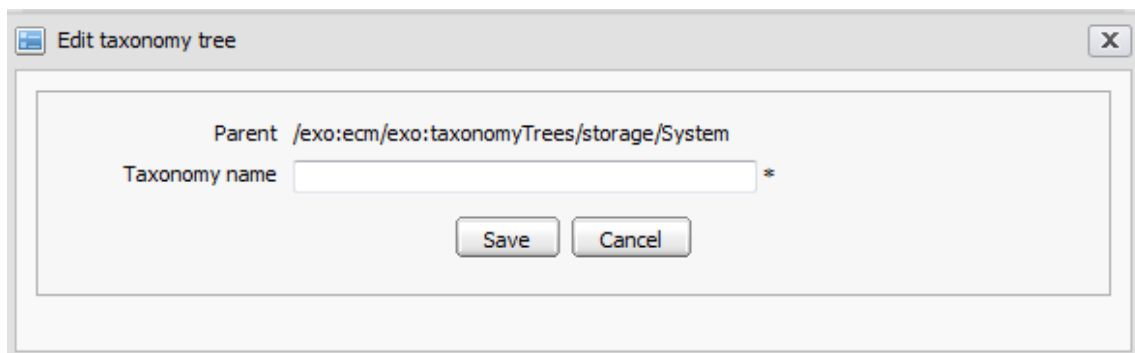 Edit taxonomy tree
Parent /exo:ecm/exo:taxonomyTrees/storage/System
Taxonomy name *
Save Cancel